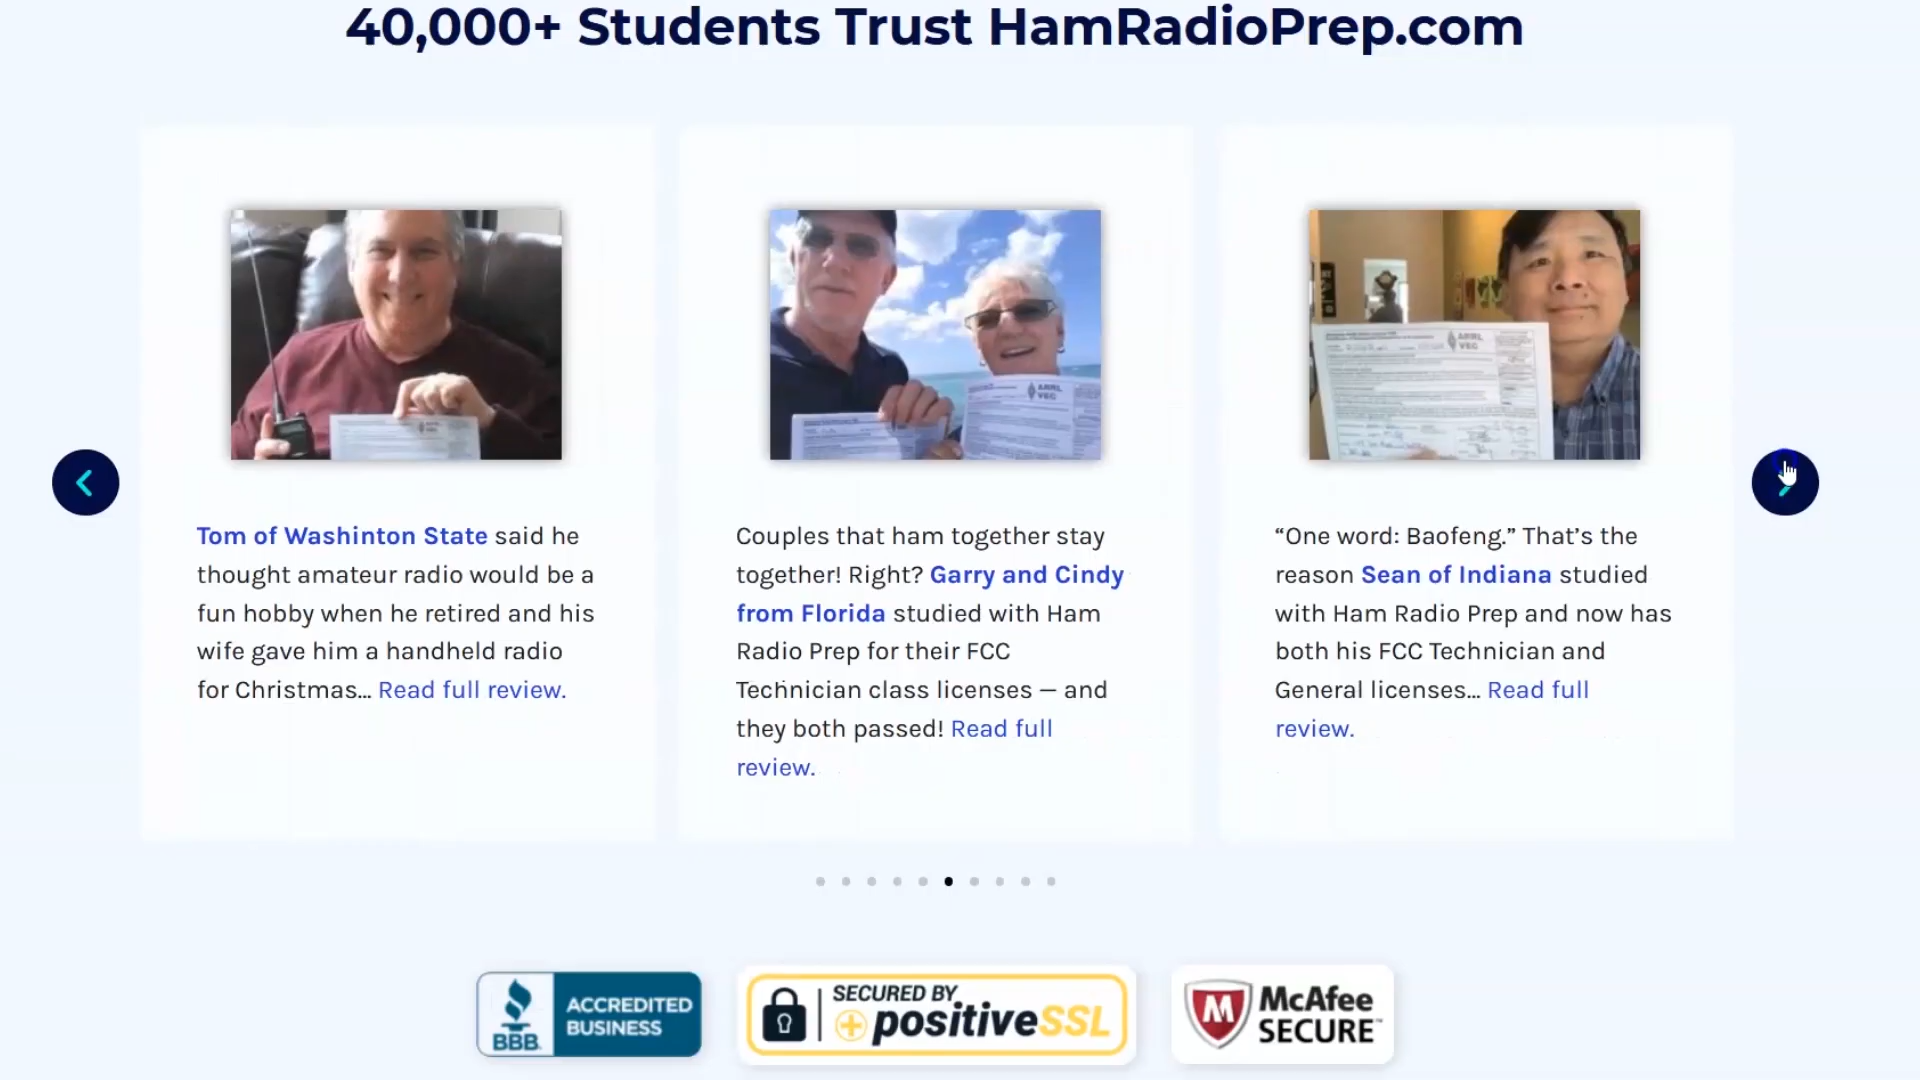 40,000+ Students Trust HamRadioPrep.com
Tom of Washinton State said he
thought amateur radio would be a
fun hobby when he retired and his
wife gave him a handheld radio
for Christmas... Read full review.
ARRL
VEC
Couples that ham together stay
together! Right? Garry and Cindy
from Florida studied with Ham
Radio Prep for their FCC
Technician class licenses — and
they both passed! Read full
review.
ARRL
VEC
“One word: Baofeng.” That’s the
reason Sean of Indiana studied
with Ham Radio Prep and now has
both his FCC Technician and
General licenses... Read full
review.
BBB.
ACCREDITED
BUSINESS
SECURED BY
positiveSSL
McAfee
SECURE™